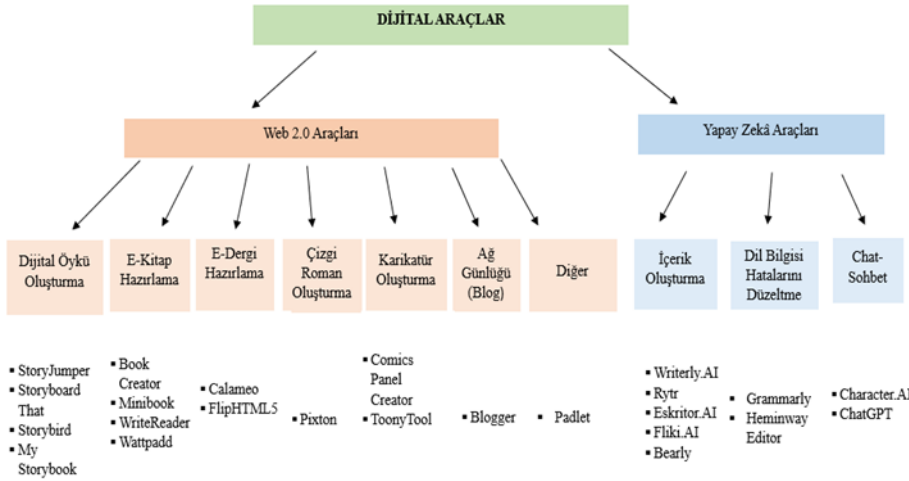 DİJİTAL ARAÇLAR
Web 2.0 Araçları
Yapay Zekâ Araçları
Dijital Öykü
Oluşturma
E-Kitap
Hazırlama
E-Dergi
Hazırlama
Çizgi
Roman
Oluşturma
Karikatür
Oluşturma
Ağ
Günlüğü
(Blog)
Diğer
İçerik
Oluşturma
Dil Bilgisi
Hatalarını
Düzeltme
Chat-
Sohbet
▪ StoryJumper
▪ Storyboard
That
▪ Storybird
▪ My
Storybook
▪ Book
Creator
▪ Minibook
▪ WriteReader
▪ Wattpadd
▪ Calameo
▪ FlipHTML5
▪ Pixton
▪ Comics
Panel
Creator
▪ ToonyTool
▪ Blogger
▪ Padlet
▪ Writerly.AI
▪ Rytr
▪ Eskritor.AI
▪ Fliki.AI
▪ Bearly
▪ Grammarly
▪ Heminway
Editor
▪ Character.AI
▪ ChatGPT